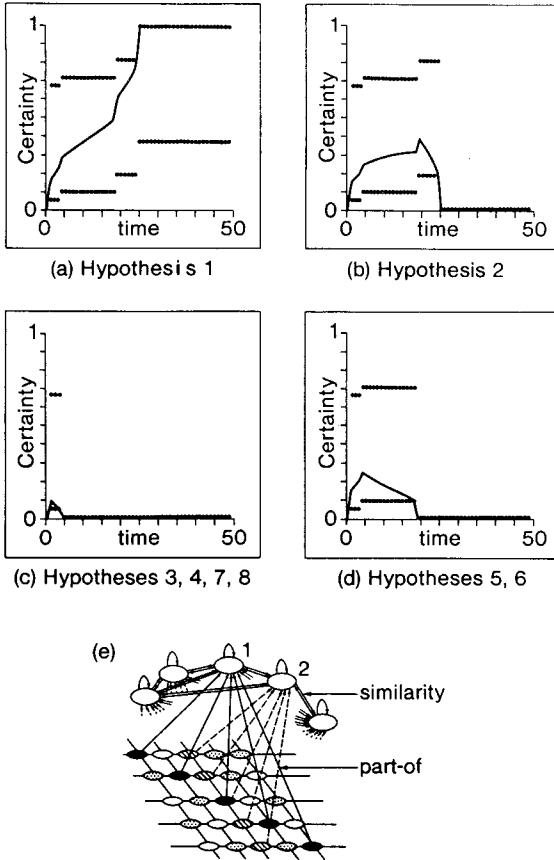 1
Certainty
0
0
time
50
(a) Hypothesis 1
1
Certainty
0
0
time
50
(b) Hypothesis 2
1
Certainty
0
0
time
50
(c) Hypotheses 3, 4, 7, 8
1
Certainty
0
0
time
50
(d) Hypotheses 5, 6
(e)
1
2
similarity
part-of